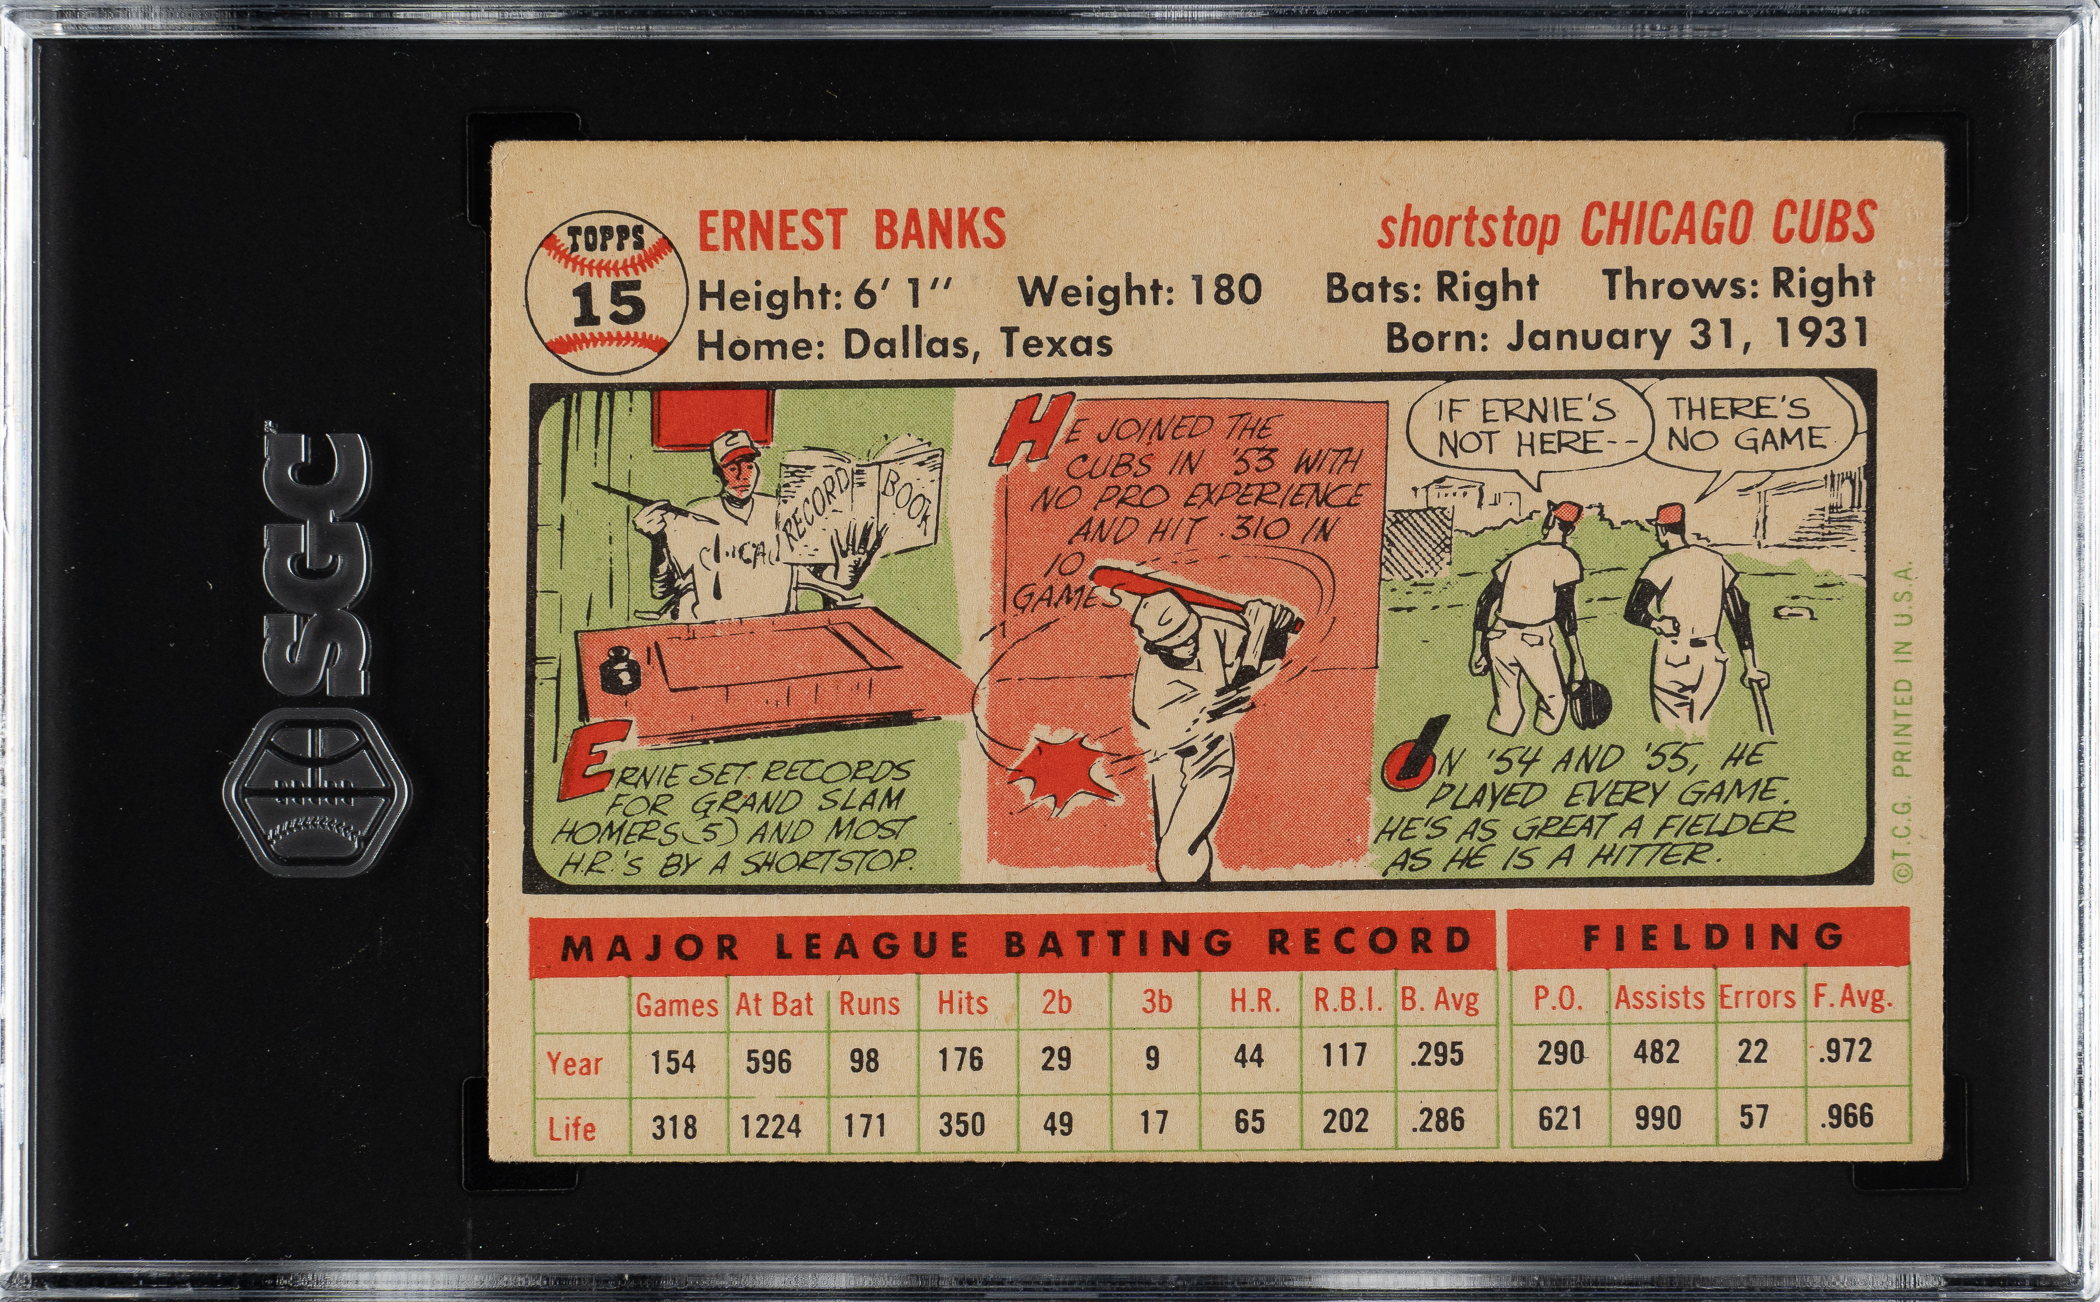 SGC
TOPPS
15
ERNEST BANKS
shortstop CHICAGO CUBS
Height: 6' 1" Weight: 180 Bats: Right Throws: Right
Home: Dallas, Texas Born: January 31, 1931
RECORD BOOK
CHICA
ERNIE SET RECORDS
FOR GRAND SLAM
HOMERS (5) AND MOST
H.R.'S BY A SHORTSTOP.
HE JOINED THE
CUBS IN '53 WITH
NO PRO EXPERIENCE
AND HIT .310 IN
10
GAMES
IF ERNIE'S
NOT HERE--
THERE'S
NO GAME
IN '54 AND '55, HE
PLAYED EVERY GAME.
HE'S AS GREAT A FIELDER
AS HE IS A HITTER.
©T.C.G. PRINTED IN U.S.A.
MAJOR LEAGUE BATTING RECORD FIELDING
Games At Bat Runs Hits 2b 3b H.R. R.B.I. B. Avg P.O. Assists Errors F. Avg.
Year 154 596 98 176 29 9 44 117 .295 290 482 22 .972
Life 318 1224 171 350 49 17 65 202 .286 621 990 57 .966